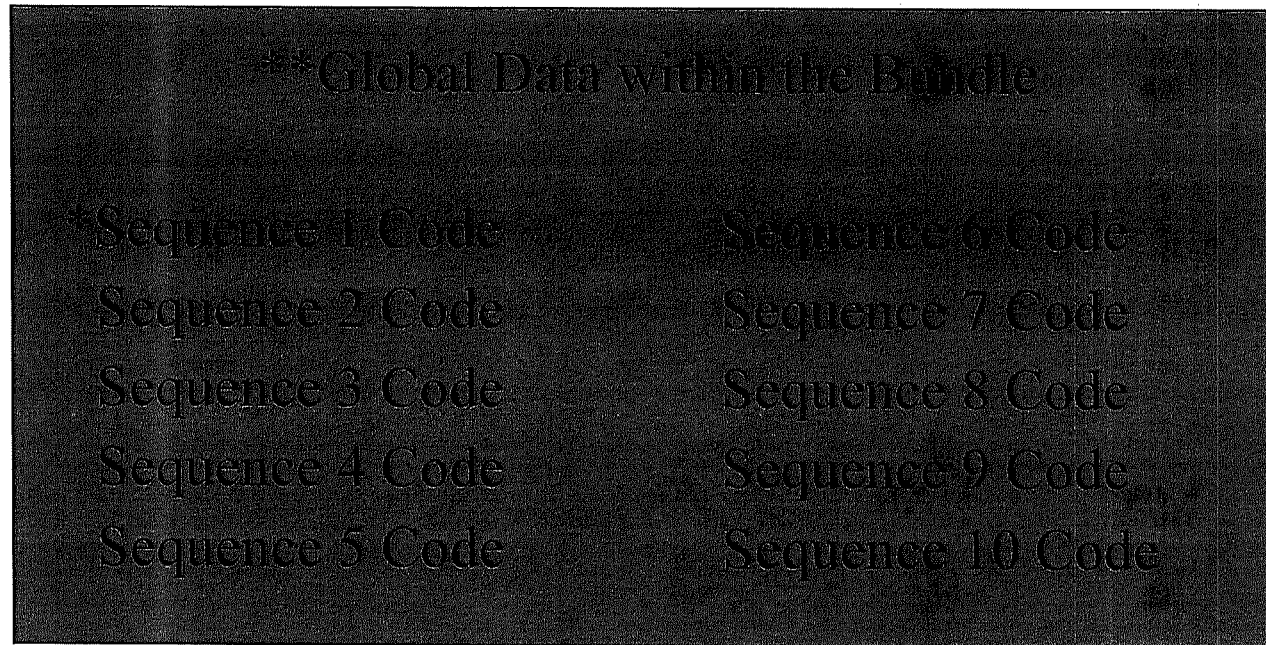 **Global Data within the Bundle
*Sequence 1 Code
Sequence 2 Code
Sequence 3 Code
Sequence 4 Code
Sequence 5 Code
Sequence 6 Code
Sequence 7 Code
Sequence 8 Code
Sequence 9 Code
Sequence 10 Code